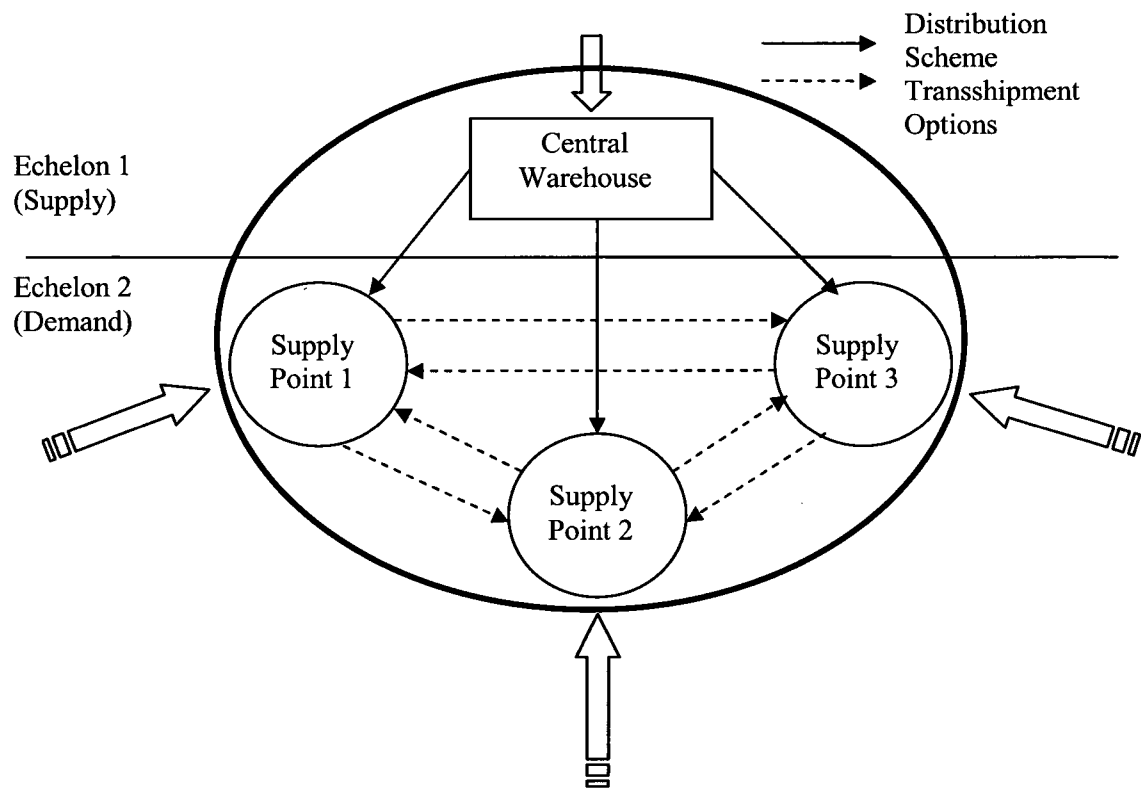 Distribution
Scheme
Transshipment
Options
Central
Warehouse
Echelon 1
(Supply)
Echelon 2
(Demand)
Supply
Point 1
Supply
Point 3
Supply
Point 2